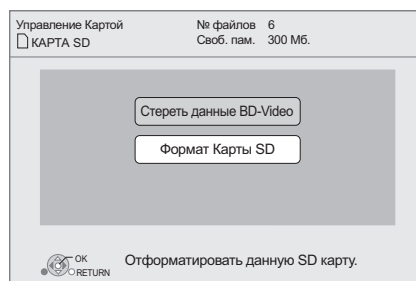 Управление Картой № файлов 6
КАРТА SD Своб. пам. 300 Мб.
Стереть данные BD-Video
Формат Карты SD
OK
RETURN
Отформатировать данную SD карту.